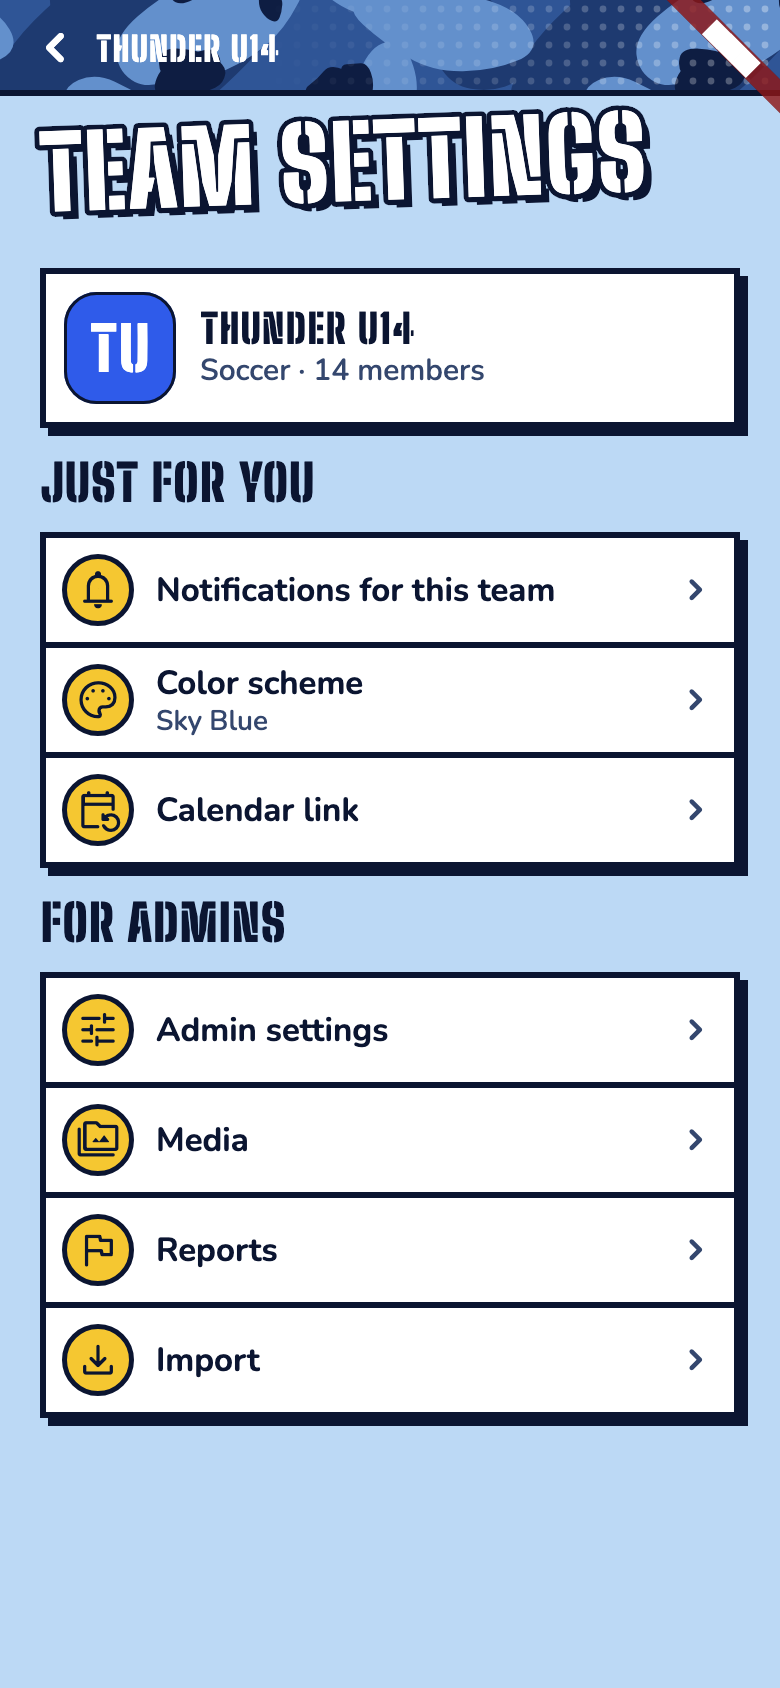 THUNDER U14
TEAM SETTINGS
TU
THUNDER U14
Soccer · 14 members
JUST FOR YOU
Notifications for this team
Color scheme
Sky Blue
Calendar link
FOR ADMINS
Admin settings
Media
Reports
Import